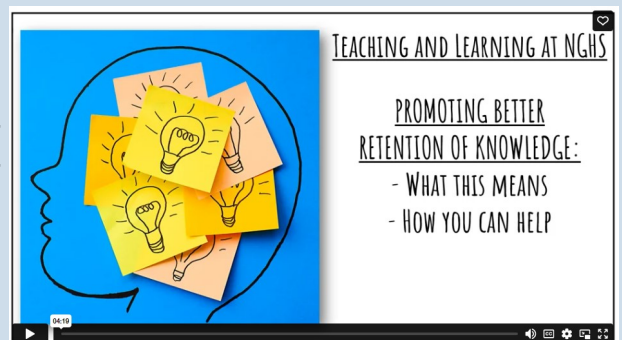 TEACHING AND LEARNING AT NGHS
PROMOTING BETTER
RETENTION OF KNOWLEDGE:
- WHAT THIS MEANS
- HOW YOU CAN HELP
04:19
CC